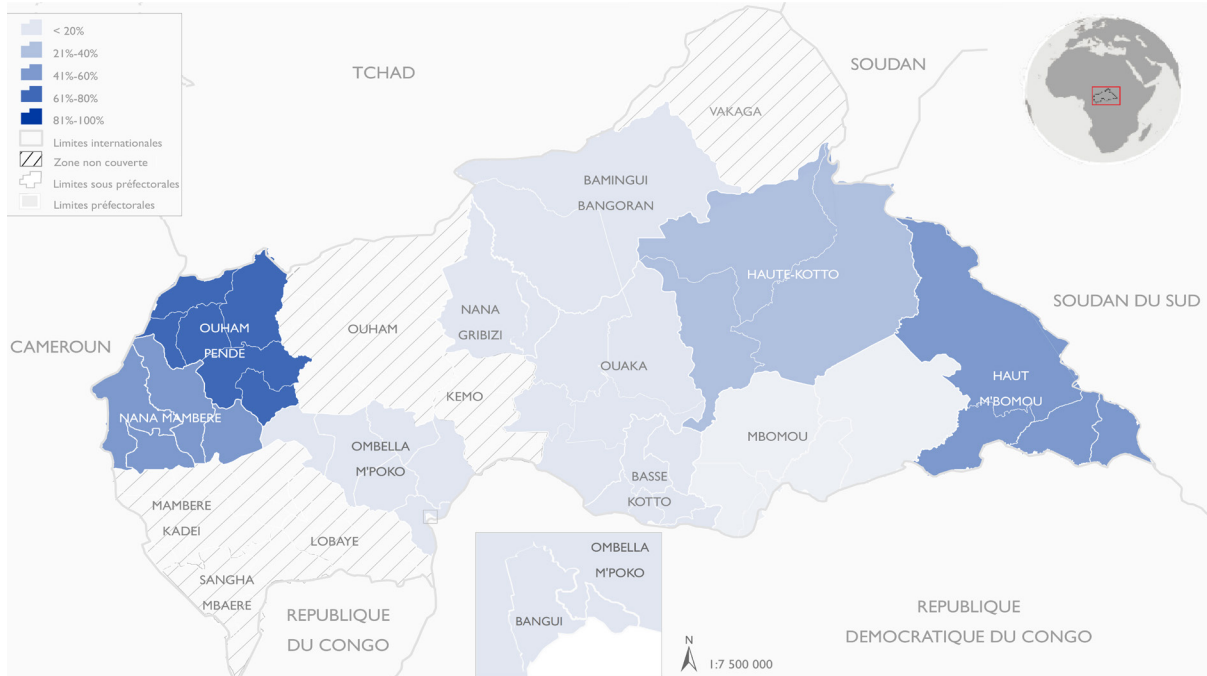 < 20%
21%-40%
41%-60%
61%-80%
81%-100%
Limites internationales
Zone non couverte
Limites sous préfectorales
Limites préfectorales
TCHAD
SOUDAN
VAKAGA
BAMINGUI
BANGORAN
HAUTE-KOTTO
SOUDAN DU SUD
CAMEROUN
OUHAM
PENDE
OUHAM
NANA
GRIBIZI
KEMO
OUAKA
HAUT
M'BOMOU
NANA MAMBERE
OMBELLA
M'POKO
MBOMOU
BASSE
KOTTO
MAMBERE
KADEI
LOBAYE
SANGHA
MBAERE
REPUBLIQUE
DU CONGO
OMBELLA
M'POKO
BANGUI
REPUBLIQUE
DEMOCRATIQUE DU CONGO
N
1:7 500 000